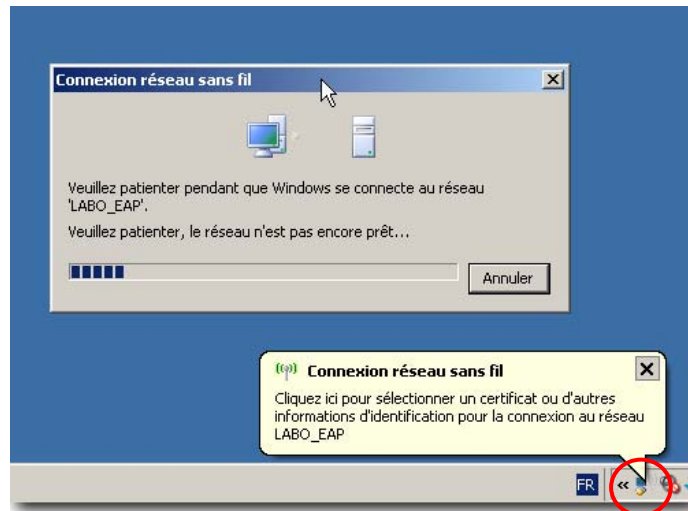 Connexion réseau sans fil
Veuillez patienter pendant que Windows se connecte au réseau
'LABO_EAP'.
Veuillez patienter, le réseau n'est pas encore prêt...
Annuler
Connexion réseau sans fil
Cliquez ici pour sélectionner un certificat ou d'autres
informations d'identification pour la connexion au réseau
LABO_EAP
FR «